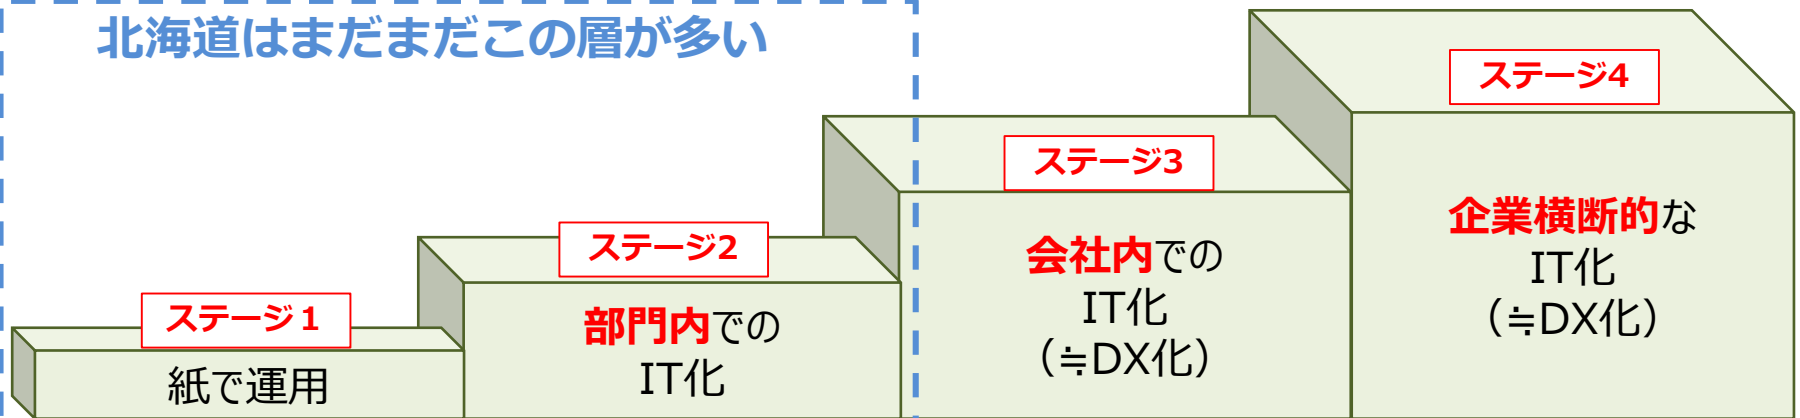 北海道はまだまだこの層が多い
ステージ１
紙で運用
ステージ2
部門内での
IT化
ステージ3
会社内での
IT化
（≒DX化）
ステージ4
企業横断的な
IT化
（≒DX化）